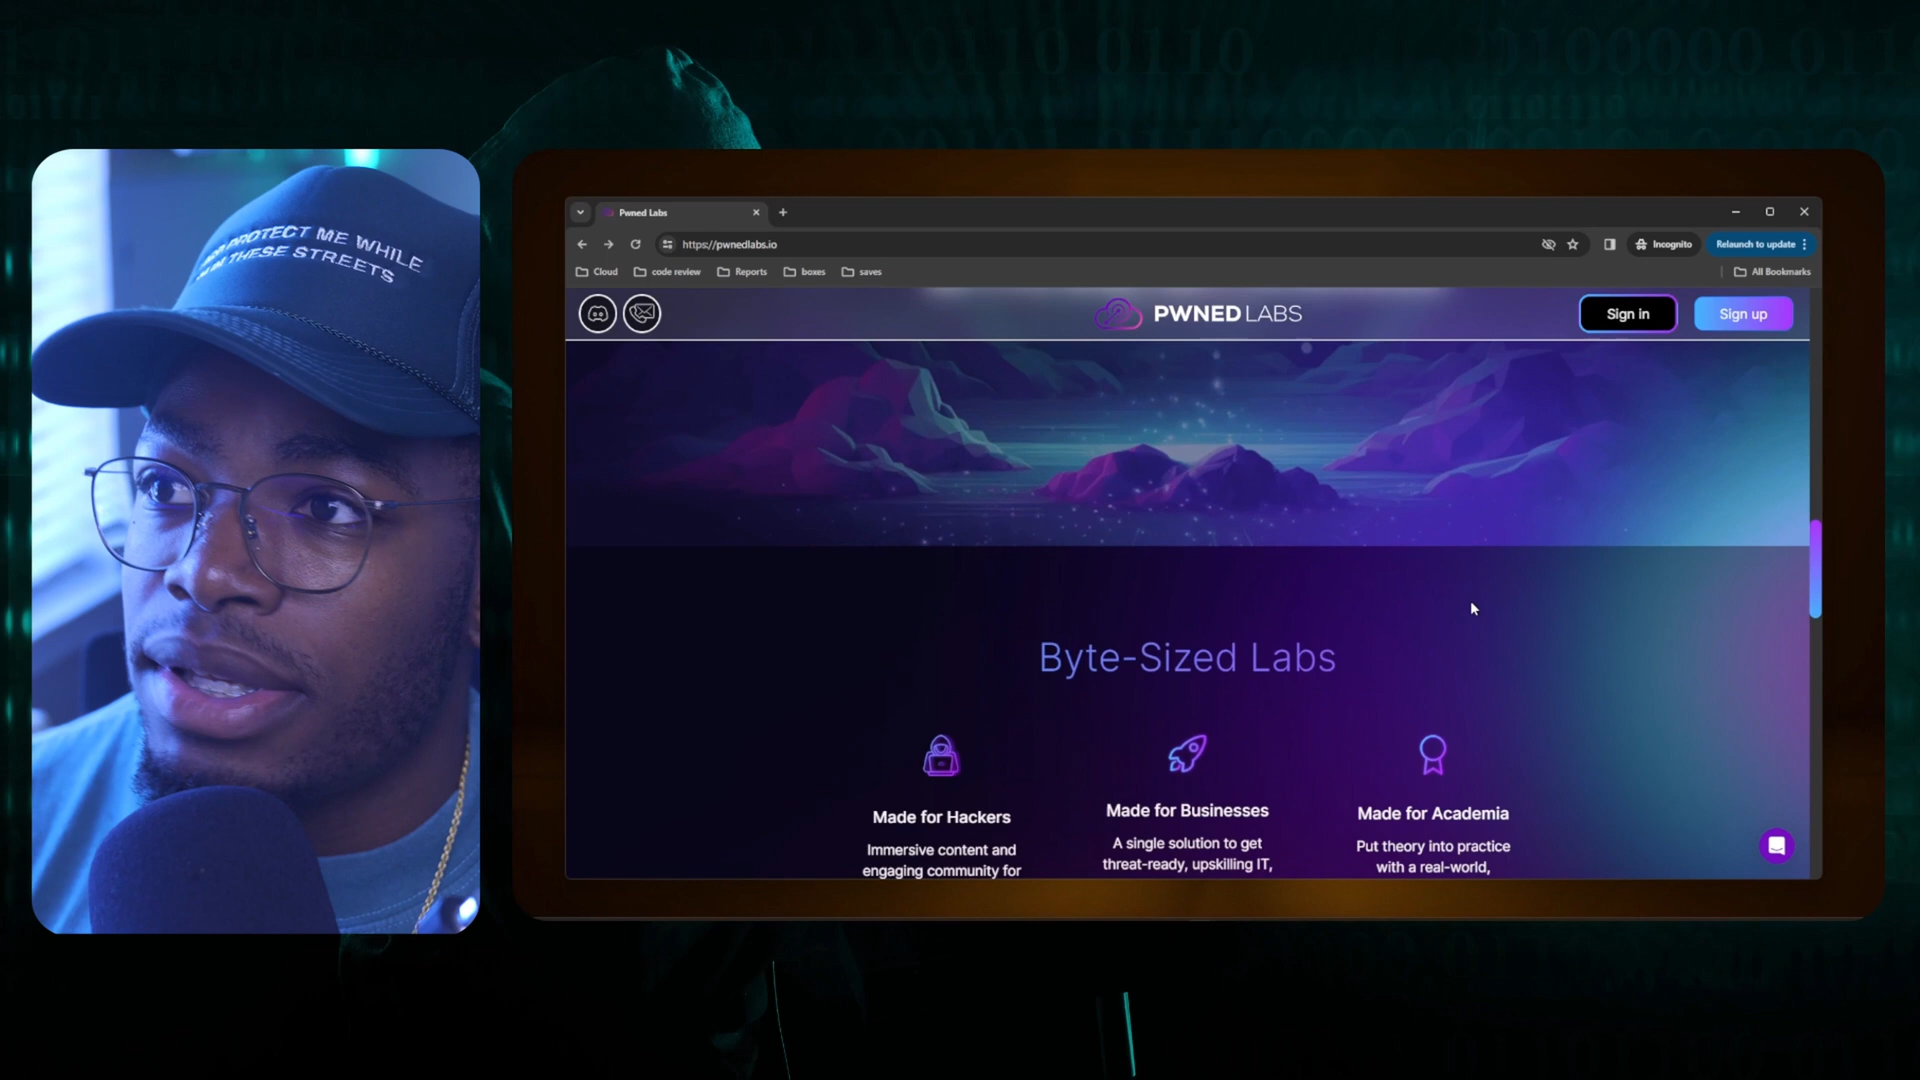 PROTECT ME WHILE
IN THESE STREETS
Pwned Labs
https://pwnedlabs.io
Incognito
Relaunch to update
Cloud
code review
Reports
boxes
saves
All Bookmarks
PWNED LABS
Sign in
Sign up
Byte-Sized Labs
Made for Hackers
Immersive content and
engaging community for
Made for Businesses
A single solution to get
threat-ready, upskilling IT,
Made for Academia
Put theory into practice
with a real-world,